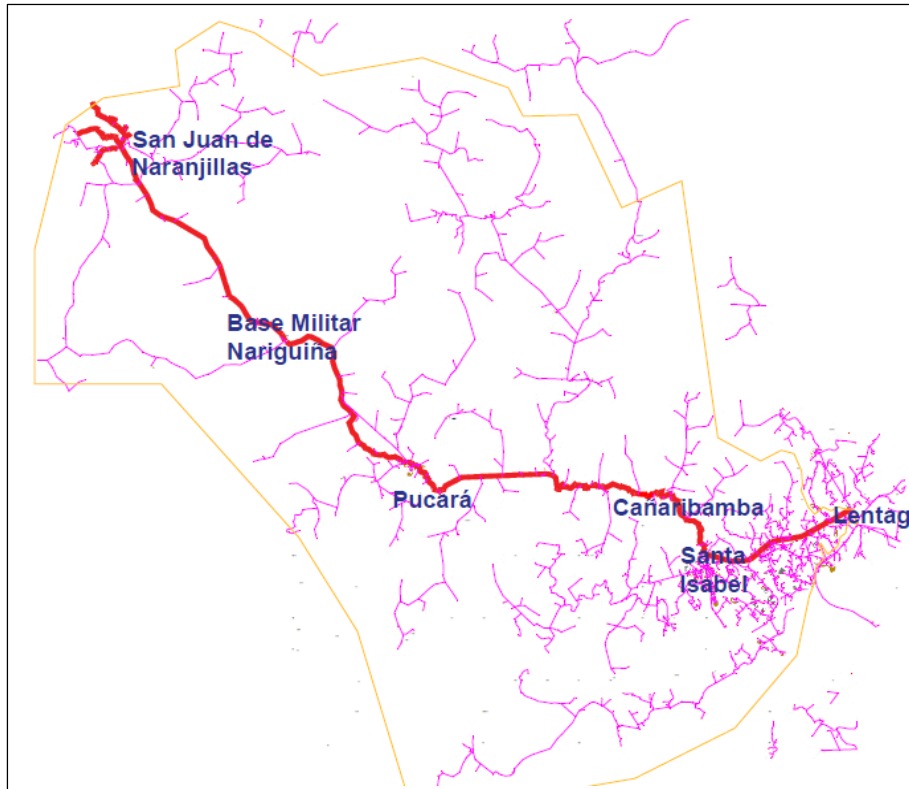 San Juan de
Naranjillas
Base Militar
Nariguiña
Pucará
Cañaribamba
Lentag
Santa
Isabel